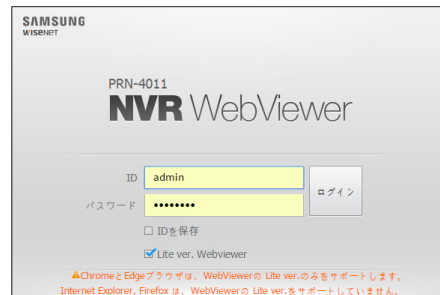 SAMSUNG
WISENET
PRN-4011
NVR WebViewer
ID admin
パスワード ••••••••
ログイン
IDを保存
Lite ver. Webviewer
ChromeとEdgeブラウザは、WebViewerの Lite ver.のみをサポートします。
Internet Explorer, Firefox は、WebViewerの Lite ver.をサポートしていません。